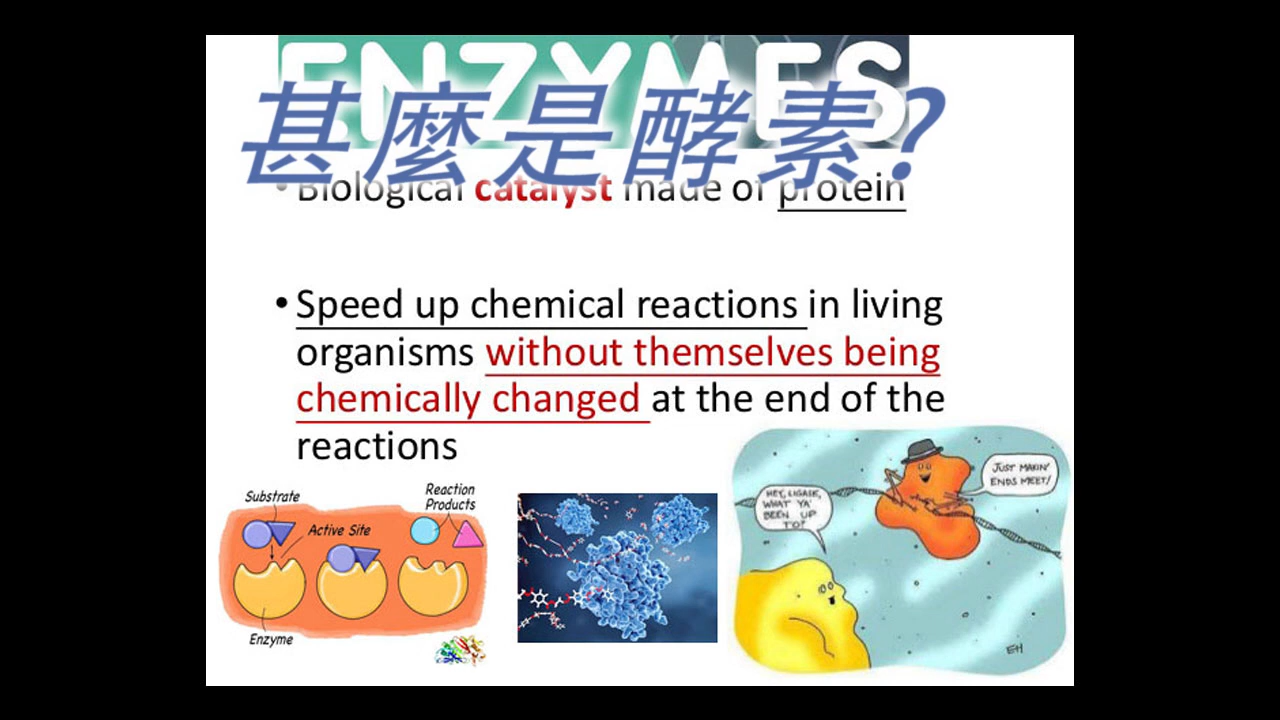 ENZYMES
甚麼是酵素?
• Biological catalyst made of protein
• Speed up chemical reactions in living
organisms without themselves being
chemically changed at the end of the
reactions
Substrate
Reaction
Products
Active Site
Enzyme
HEY, LIGASE,
WHAT YA'
BEEN UP
TO?
JUST MAKIN'
ENDS MEET!
EH